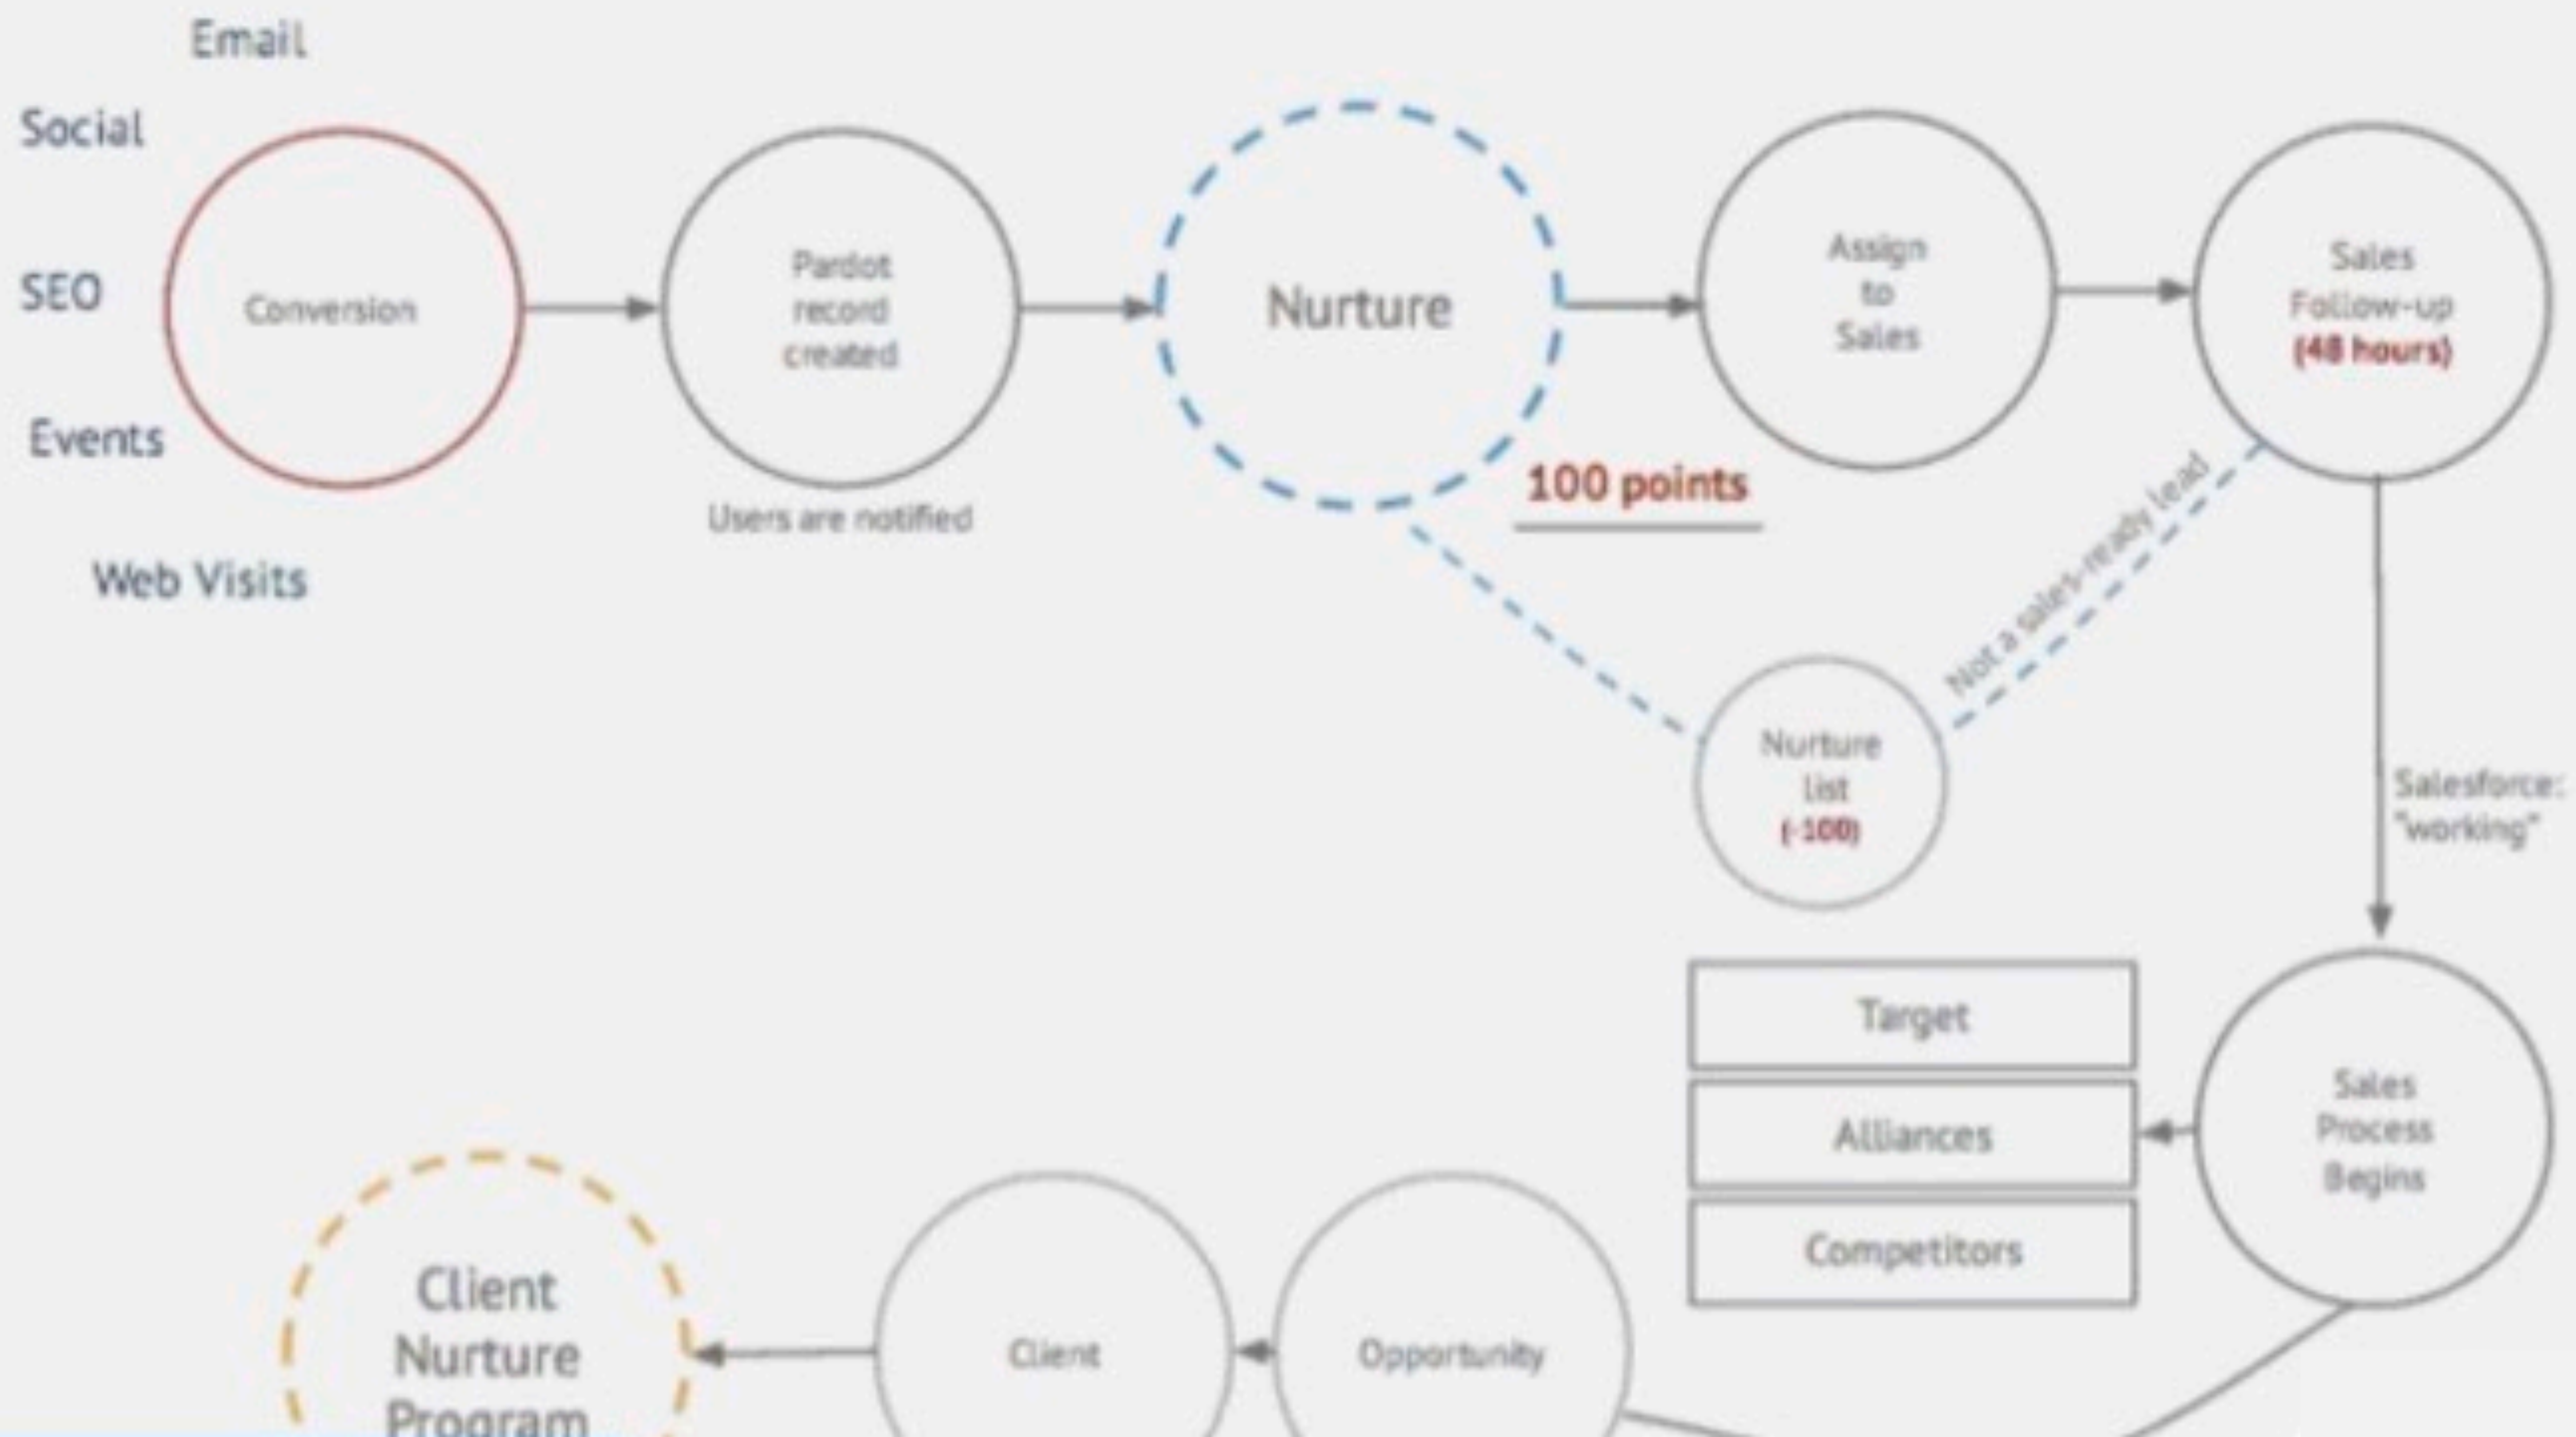 Email
Social
SEO
Events
Web Visits
Conversion
Pardot
record
created
Users are notified
Nurture
100 points
Assign
to
Sales
Sales
Follow-up
(48 hours)
Not a sales-ready lead
Nurture
list
(-100)
Salesforce:
"working"
Target
Alliances
Competitors
Sales
Process
Begins
Opportunity
Client
Client
Nurture
Program